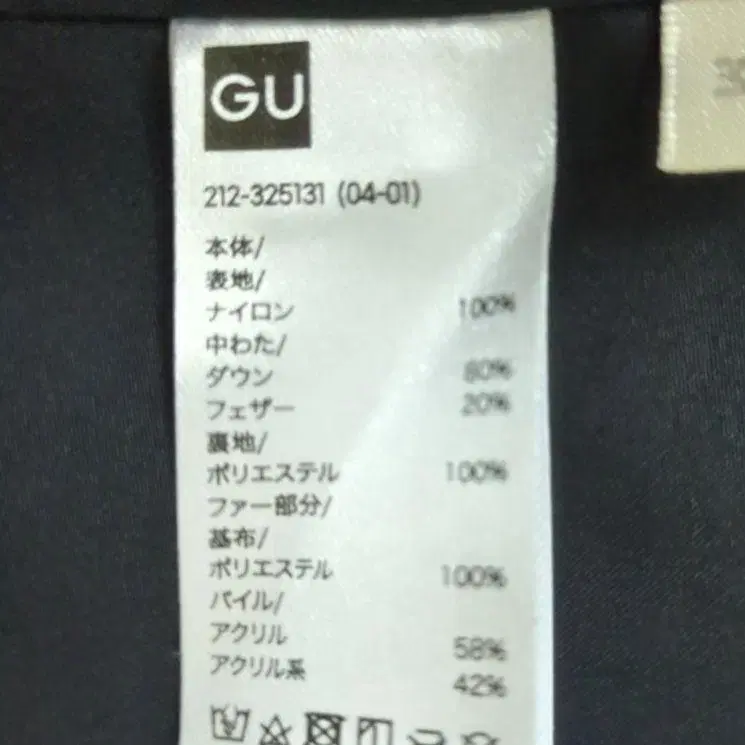 GU
212-325131 (04-01)
本体/
表地/
ナイロン 100%
中わた/
ダウン 80%
フェザー 20%
裏地/
ポリエステル 100%
ファー部分/
基布/
ポリエステル 100%
パイル/
アクリル 58%
アクリル系 42%